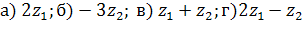 а) 2z₁; б) − 3z₂; в) z₁ + z₂; г)2z₁ − z₂